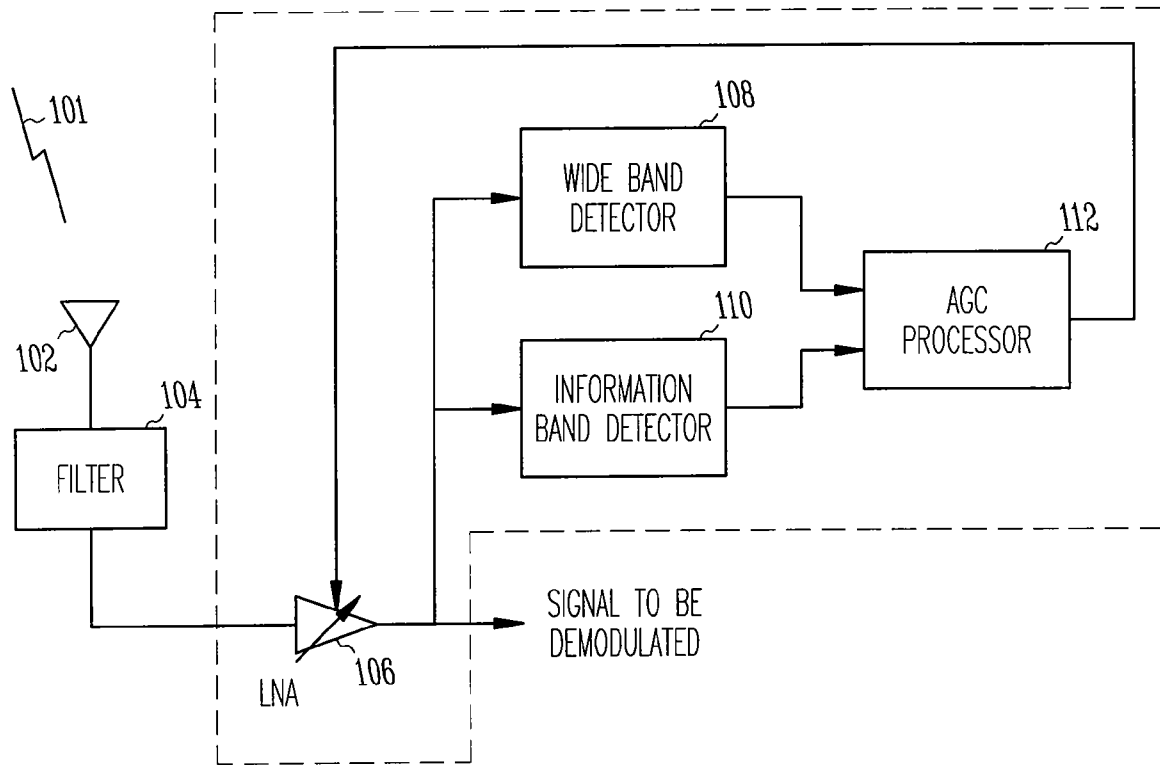 101
108
WIDE BAND
DETECTOR
112
AGC
PROCESSOR
102
110
INFORMATION
BAND DETECTOR
104
FILTER
SIGNAL TO BE
DEMODULATED
106
LNA